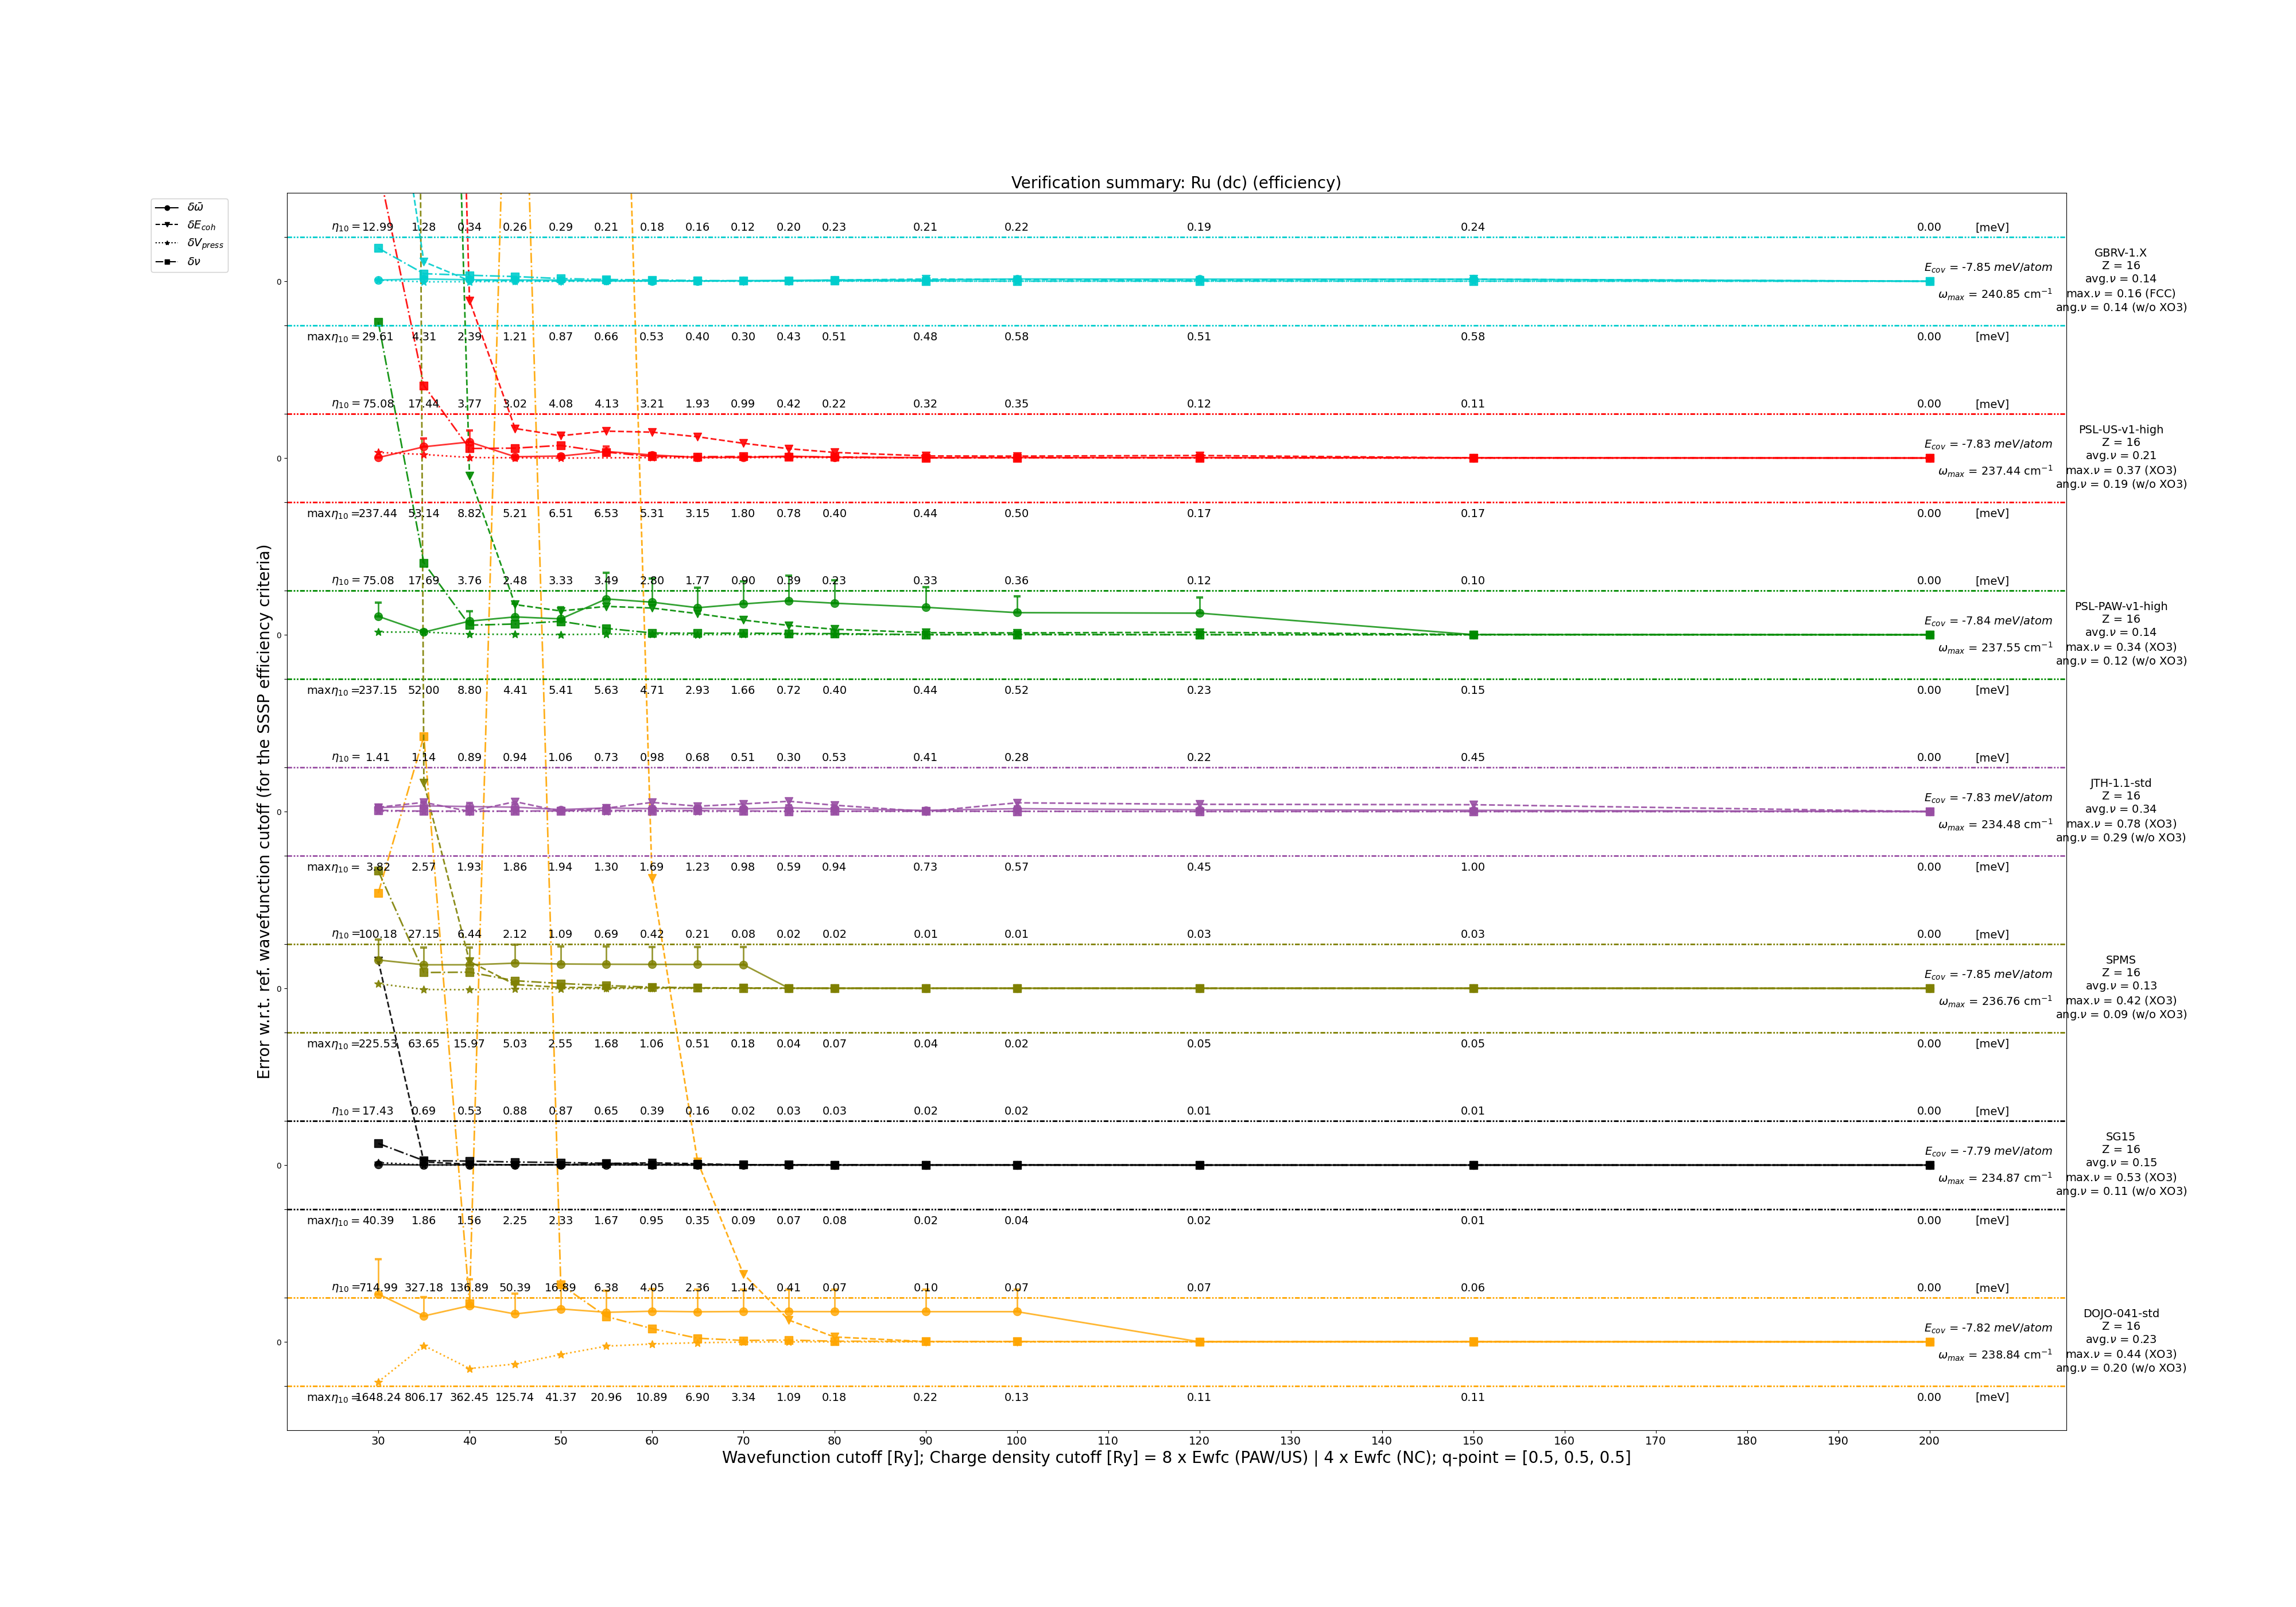 Verification summary: Ru (dc) (efficiency)
δω̄
δE_coh
δV_press
δν
Error w.r.t. ref. wavefunction cutoff (for the SSSP efficiency criteria)
η₁₀ = 12.99 1.28 0.34 0.26 0.29 0.21 0.18 0.16 0.12 0.20 0.23 0.21 0.22 0.19 0.24 0.00 [meV]
0
E_cov = -7.85 meV/atom
ω_max = 240.85 cm⁻¹
GBRV-1.X
Z = 16
avg.ν = 0.14
max.ν = 0.16 (FCC)
ang.ν = 0.14 (w/o XO3)
maxη₁₀ = 29.61 4.31 2.39 1.21 0.87 0.66 0.53 0.40 0.30 0.43 0.51 0.48 0.58 0.51 0.58 0.00 [meV]
η₁₀ = 75.08 17.44 3.77 3.02 4.08 4.13 3.21 1.93 0.99 0.42 0.22 0.32 0.35 0.12 0.11 0.00 [meV]
0
E_cov = -7.83 meV/atom
ω_max = 237.44 cm⁻¹
PSL-US-v1-high
Z = 16
avg.ν = 0.21
max.ν = 0.37 (XO3)
ang.ν = 0.19 (w/o XO3)
maxη₁₀ =237.44 53.14 8.82 5.21 6.51 6.53 5.31 3.15 1.80 0.78 0.40 0.44 0.50 0.17 0.17 0.00 [meV]
η₁₀ = 75.08 17.69 3.76 2.48 3.33 3.49 2.80 1.77 0.90 0.39 0.23 0.33 0.36 0.12 0.10 0.00 [meV]
0
E_cov = -7.84 meV/atom
ω_max = 237.55 cm⁻¹
PSL-PAW-v1-high
Z = 16
avg.ν = 0.14
max.ν = 0.34 (XO3)
ang.ν = 0.12 (w/o XO3)
maxη₁₀ =237.15 52.00 8.80 4.41 5.41 5.63 4.71 2.93 1.66 0.72 0.40 0.44 0.52 0.23 0.15 0.00 [meV]
η₁₀ = 1.41 1.14 0.89 0.94 1.06 0.73 0.98 0.68 0.51 0.30 0.53 0.41 0.28 0.22 0.45 0.00 [meV]
0
E_cov = -7.83 meV/atom
ω_max = 234.48 cm⁻¹
JTH-1.1-std
Z = 16
avg.ν = 0.34
max.ν = 0.78 (XO3)
ang.ν = 0.29 (w/o XO3)
maxη₁₀ = 3.82 2.57 1.93 1.86 1.94 1.30 1.69 1.23 0.98 0.59 0.94 0.73 0.57 0.45 1.00 0.00 [meV]
η₁₀ =100.18 27.15 6.44 2.12 1.09 0.69 0.42 0.21 0.08 0.02 0.02 0.01 0.01 0.03 0.03 0.00 [meV]
0
E_cov = -7.85 meV/atom
ω_max = 236.76 cm⁻¹
SPMS
Z = 16
avg.ν = 0.13
max.ν = 0.42 (XO3)
ang.ν = 0.09 (w/o XO3)
maxη₁₀ =225.53 63.65 15.97 5.03 2.55 1.68 1.06 0.51 0.18 0.04 0.07 0.04 0.02 0.05 0.05 0.00 [meV]
η₁₀ = 17.43 0.69 0.53 0.88 0.87 0.65 0.39 0.16 0.02 0.03 0.03 0.02 0.02 0.01 0.01 0.00 [meV]
0
E_cov = -7.79 meV/atom
ω_max = 234.87 cm⁻¹
SG15
Z = 16
avg.ν = 0.15
max.ν = 0.53 (XO3)
ang.ν = 0.11 (w/o XO3)
maxη₁₀ = 40.39 1.86 1.56 2.25 2.33 1.67 0.95 0.35 0.09 0.07 0.08 0.02 0.04 0.02 0.01 0.00 [meV]
η₁₀ =714.99 327.18 136.89 50.39 16.89 6.38 4.05 2.36 1.14 0.41 0.07 0.10 0.07 0.07 0.06 0.00 [meV]
0
E_cov = -7.82 meV/atom
ω_max = 238.84 cm⁻¹
DOJO-041-std
Z = 16
avg.ν = 0.23
max.ν = 0.44 (XO3)
ang.ν = 0.20 (w/o XO3)
maxη₁₀ =1648.24 806.17 362.45 125.74 41.37 20.96 10.89 6.90 3.34 1.09 0.18 0.22 0.13 0.11 0.11 0.00 [meV]
30 40 50 60 70 80 90 100 110 120 130 140 150 160 170 180 190 200
Wavefunction cutoff [Ry]; Charge density cutoff [Ry] = 8 x Ewfc (PAW/US) | 4 x Ewfc (NC); q-point = [0.5, 0.5, 0.5]